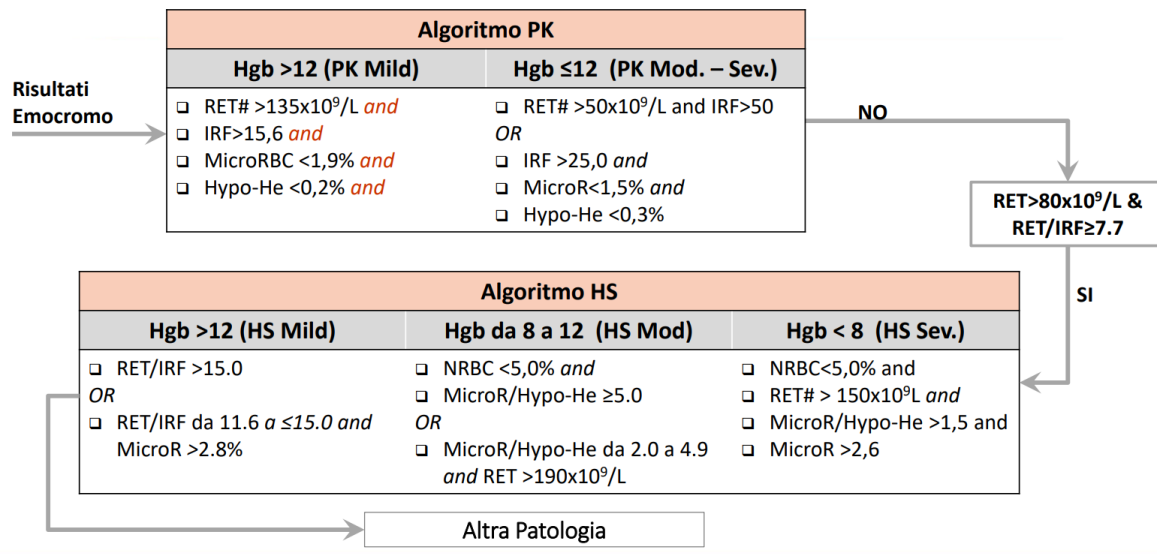 Algoritmo PK
Hgb >12 (PK Mild)
Hgb ≤12 (PK Mod. – Sev.)
Risultati
Emocromo
❑ RET# >135x10⁹/L and
❑ IRF>15,6 and
❑ MicroRBC <1,9% and
❑ Hypo-He <0,2% and
❑ RET# >50x10⁹/L and IRF>50
OR
❑ IRF >25,0 and
❑ MicroR<1,5% and
❑ Hypo-He <0,3%
NO
RET>80x10⁹/L &
RET/IRF≥7.7
SI
Algoritmo HS
Hgb >12 (HS Mild)
Hgb da 8 a 12 (HS Mod)
Hgb < 8 (HS Sev.)
❑ RET/IRF >15.0
OR
❑ RET/IRF da 11.6 a ≤15.0 and
MicroR >2.8%
❑ NRBC <5,0% and
❑ MicroR/Hypo-He ≥5.0
OR
❑ MicroR/Hypo-He da 2.0 a 4.9
and RET >190x10⁹/L
❑ NRBC<5,0% and
❑ RET# > 150x10⁹L and
❑ MicroR/Hypo-He >1,5 and
❑ MicroR >2,6
Altra Patologia